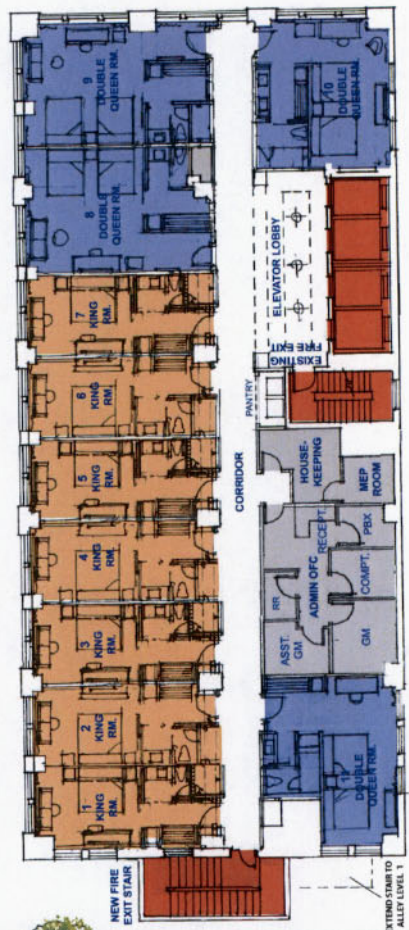 1
KING
RM.
2
KING
RM.
3
KING
RM.
4
KING
RM.
5
KING
RM.
6
KING
RM.
7
KING
RM.
8
DOUBLE
QUEEN RM.
9
DOUBLE
QUEEN RM.
NEW FIRE
EXIT STAIR
CORRIDOR
PANTRY
XTEND STAIR TO
ALLEY LEVEL 1
DOUBLE
QUEEN RM.
ASST.
GM
RR
ADMIN OFC
RECEPT.
GM
COMPT.
PBX
HOUSE-
KEEPING
MEP
ROOM
EXISTING
FIRE EXIT
ELEVATOR LOBBY
10
DOUBLE
QUEEN RM.